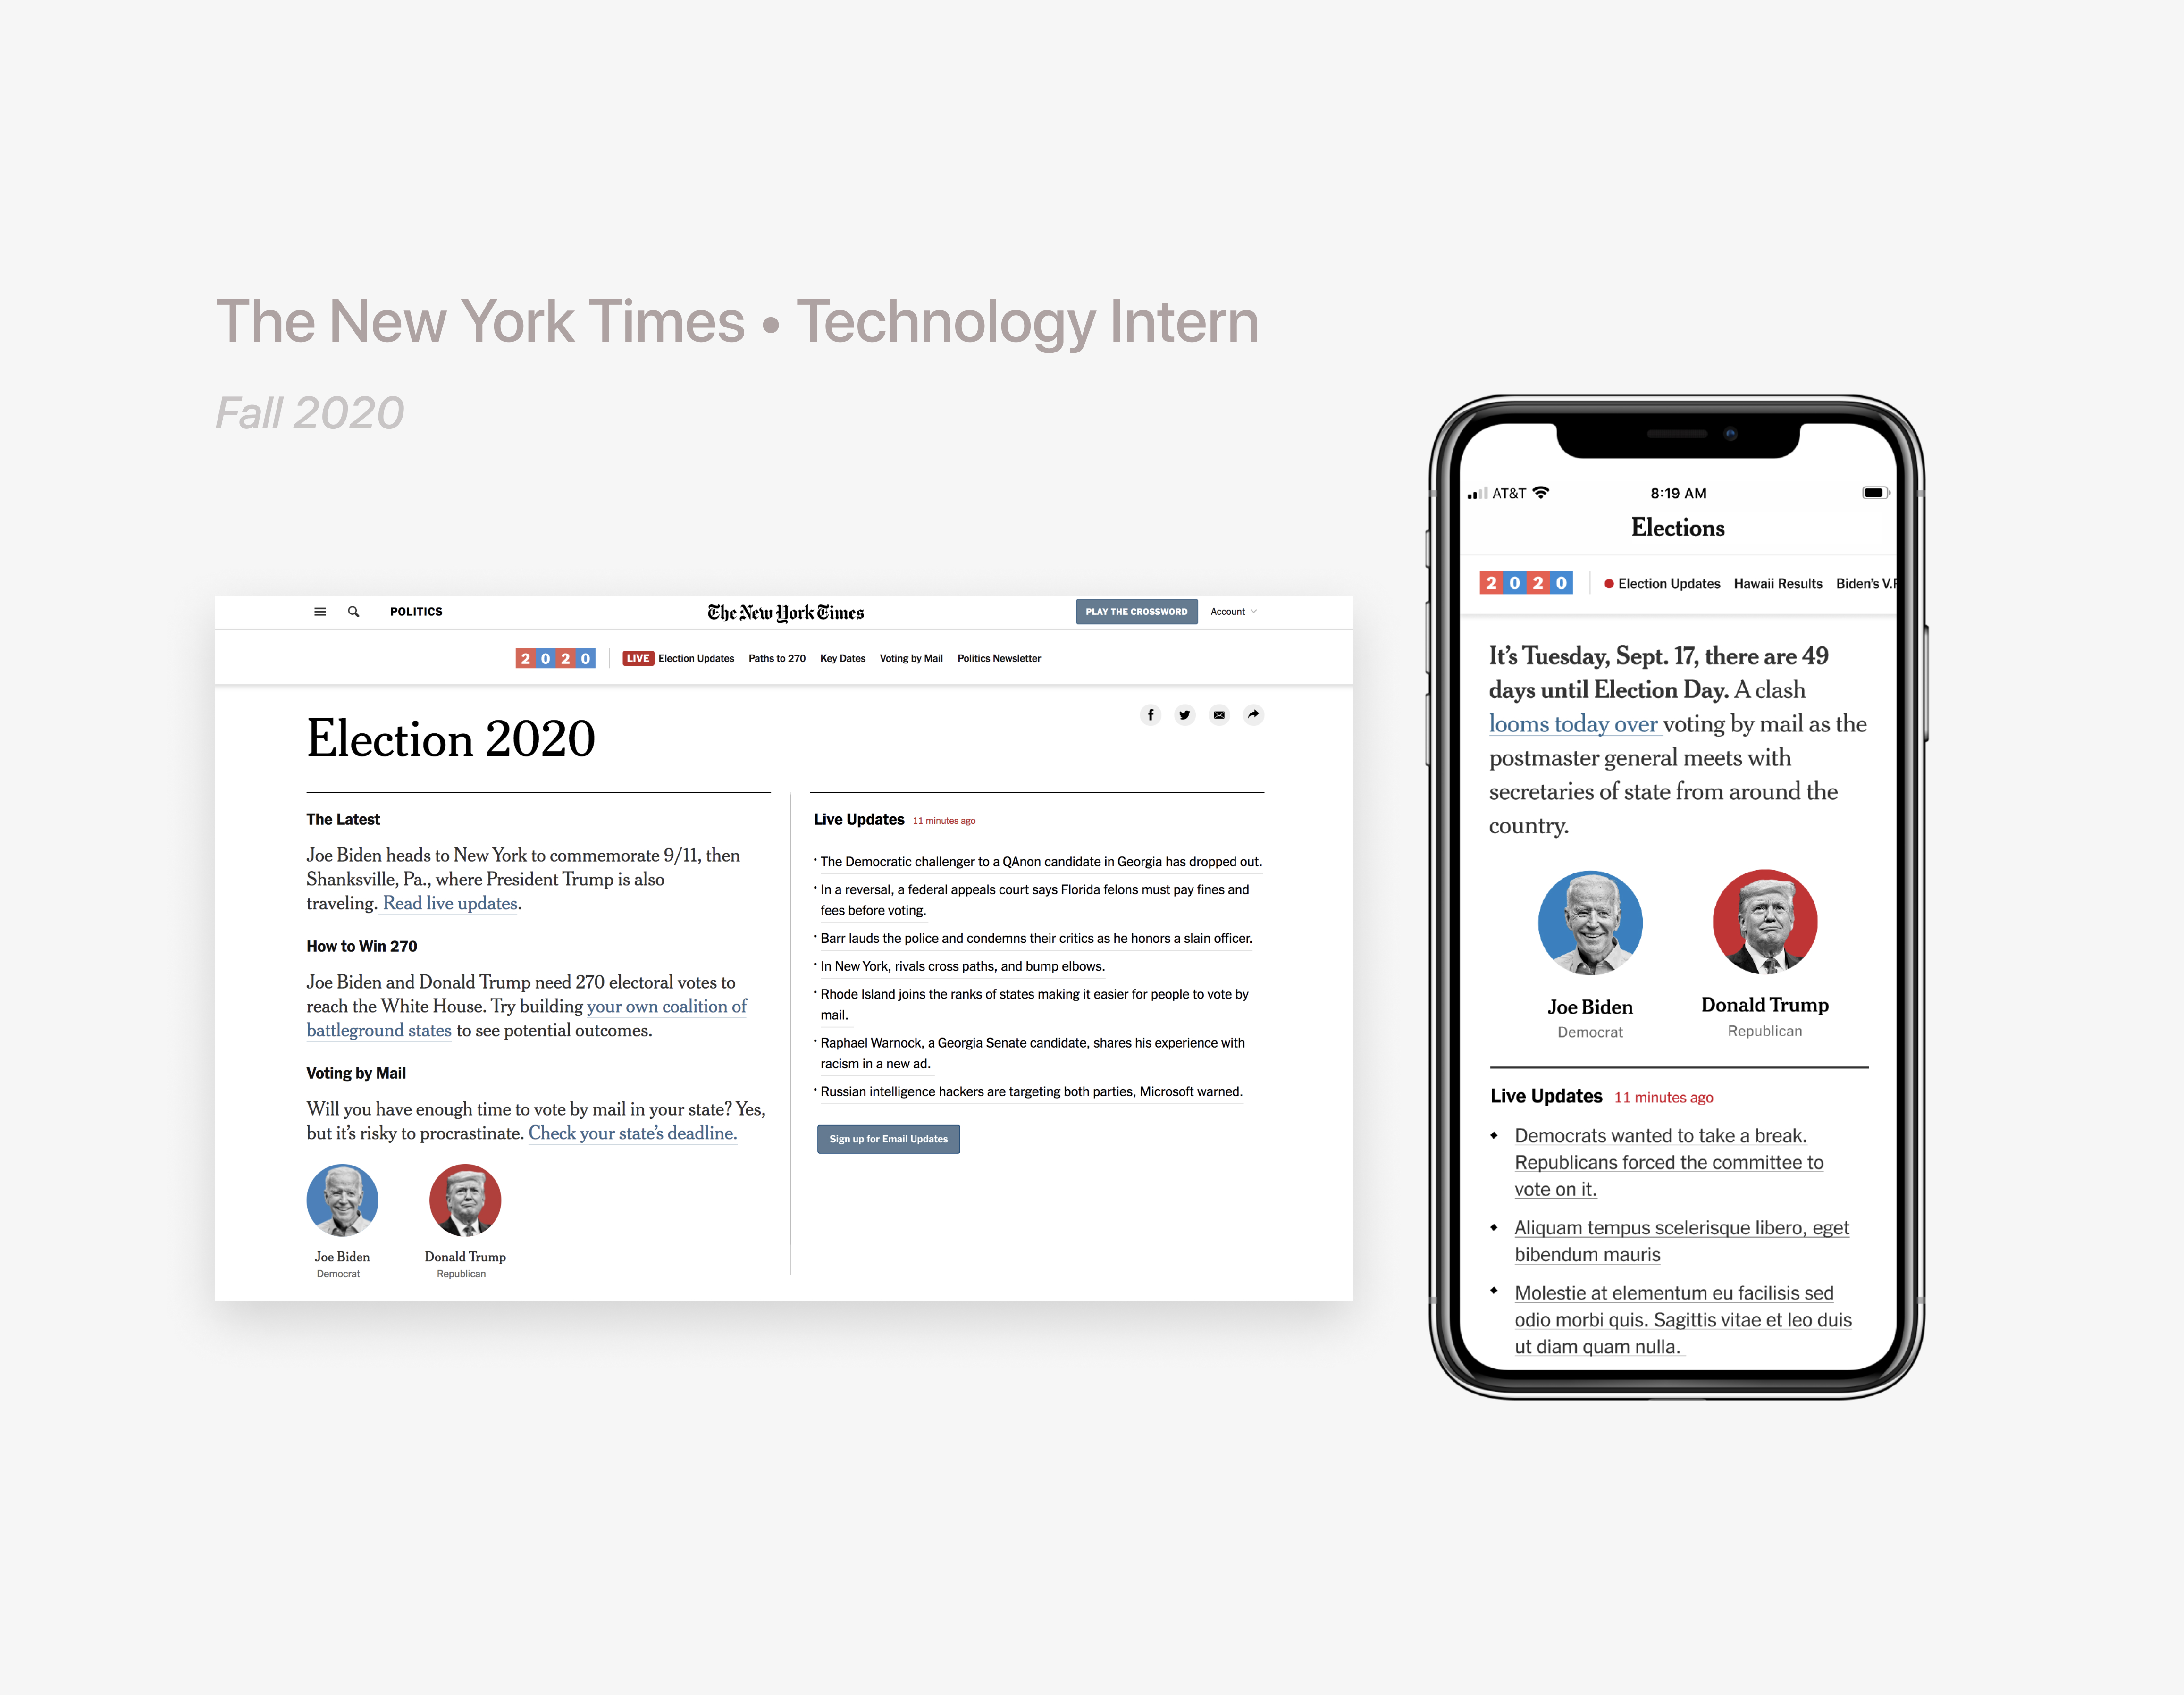 The New York Times • Technology Intern
Fall 2020
POLITICS
The New York Times
PLAY THE CROSSWORD
Account
2020
LIVE Election Updates Paths to 270 Key Dates Voting by Mail Politics Newsletter
Election 2020
The Latest
Joe Biden heads to New York to commemorate 9/11, then
Shanksville, Pa., where President Trump is also
traveling. Read live updates.
How to Win 270
Joe Biden and Donald Trump need 270 electoral votes to
reach the White House. Try building your own coalition of
battleground states to see potential outcomes.
Voting by Mail
Will you have enough time to vote by mail in your state? Yes,
but it’s risky to procrastinate. Check your state’s deadline.
Joe Biden
Democrat
Donald Trump
Republican
Live Updates 11 minutes ago
• The Democratic challenger to a QAnon candidate in Georgia has dropped out.
• In a reversal, a federal appeals court says Florida felons must pay fines and
fees before voting.
• Barr lauds the police and condemns their critics as he honors a slain officer.
• In New York, rivals cross paths, and bump elbows.
• Rhode Island joins the ranks of states making it easier for people to vote by
mail.
• Raphael Warnock, a Georgia Senate candidate, shares his experience with
racism in a new ad.
• Russian intelligence hackers are targeting both parties, Microsoft warned.
Sign up for Email Updates
AT&T 8:19 AM
Elections
2020 Election Updates Hawaii Results Biden’s V.P
It’s Tuesday, Sept. 17, there are 49
days until Election Day. A clash
looms today over voting by mail as the
postmaster general meets with
secretaries of state from around the
country.
Joe Biden
Democrat
Donald Trump
Republican
Live Updates 11 minutes ago
◆ Democrats wanted to take a break.
Republicans forced the committee to
vote on it.
◆ Aliquam tempus scelerisque libero, eget
bibendum mauris
◆ Molestie at elementum eu facilisis sed
odio morbi quis. Sagittis vitae et leo duis
ut diam quam nulla.